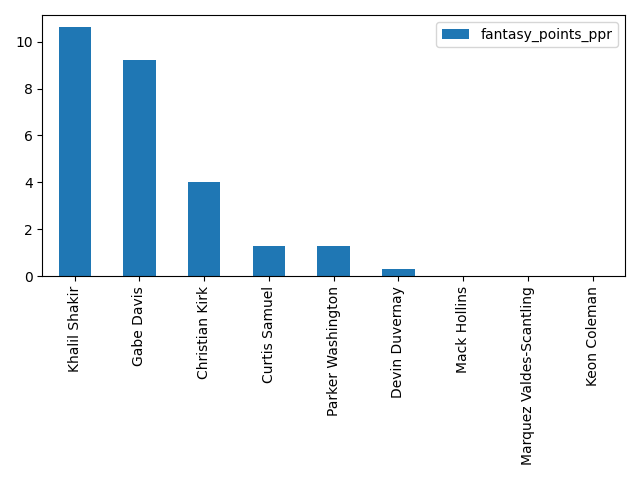 fantasy_points_ppr
10
8
6
4
2
0
Khalil Shakir
Gabe Davis
Christian Kirk
Curtis Samuel
Parker Washington
Devin Duvernay
Mack Hollins
Marquez Valdes-Scantling
Keon Coleman